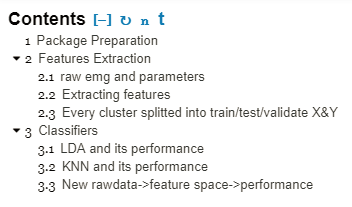 Contents [–] ↻ n t
1 Package Preparation
▼ 2 Features Extraction
2.1 raw emg and parameters
2.2 Extracting features
2.3 Every cluster splitted into train/test/validate X&Y
▼ 3 Classifiers
3.1 LDA and its performance
3.2 KNN and its performance
3.3 New rawdata->feature space->performance